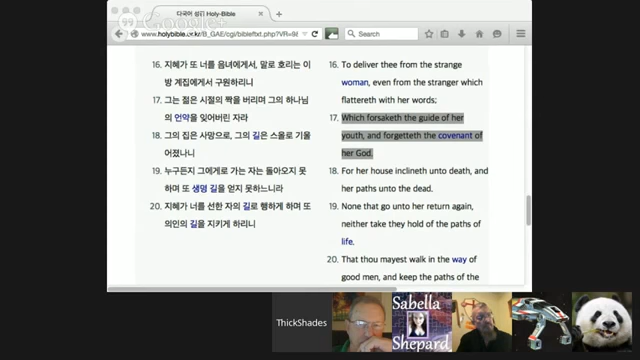 다국어 성경 Holy-Bible
www.holybible.or.kr/B_GAE/cgi/bibleftxt.php?VR=
Search
16. 지혜가 또 너를 음녀에게서, 말로 호리는 이
방 계집에게서 구원하리니
17. 그는 젊은 시절의 짝을 버리며 그의 하나님
의 언약을 잊어버린 자라
18. 그의 집은 사망으로, 그의 길은 스올로 기울
어졌나니
19. 누구든지 그에게로 가는 자는 돌아오지 못
하며 또 생명 길을 얻지 못하느니라
20. 지혜가 너를 선한 자의 길로 행하게 하며 또
의인의 길을 지키게 하리니
16. To deliver thee from the strange
woman, even from the stranger which
flattereth with her words;
17. Which forsaketh the guide of her
youth, and forgetteth the covenant of
her God.
18. For her house inclineth unto death, and
her paths unto the dead.
19. None that go unto her return again,
neither take they hold of the paths of
life.
20. That thou mayest walk in the way of
good men, and keep the paths of the
ThickShades
Sabella
Shepard